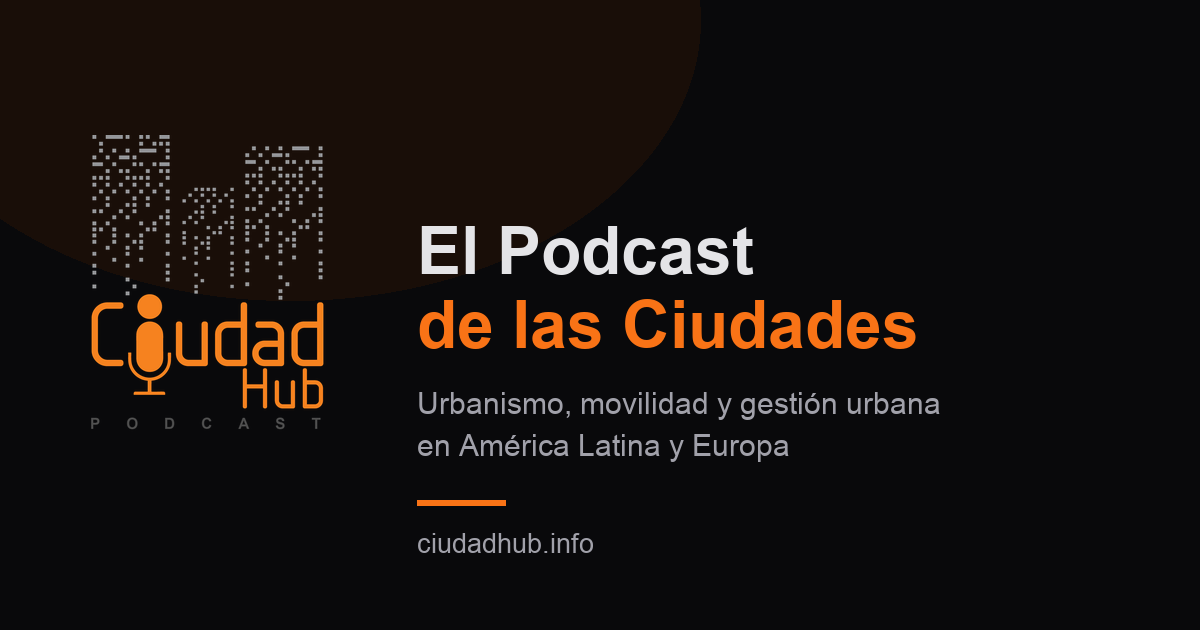 Ciudad
Hub
PODCAST
El Podcast
de las Ciudades
Urbanismo, movilidad y gestión urbana
en América Latina y Europa
ciudadhub.info